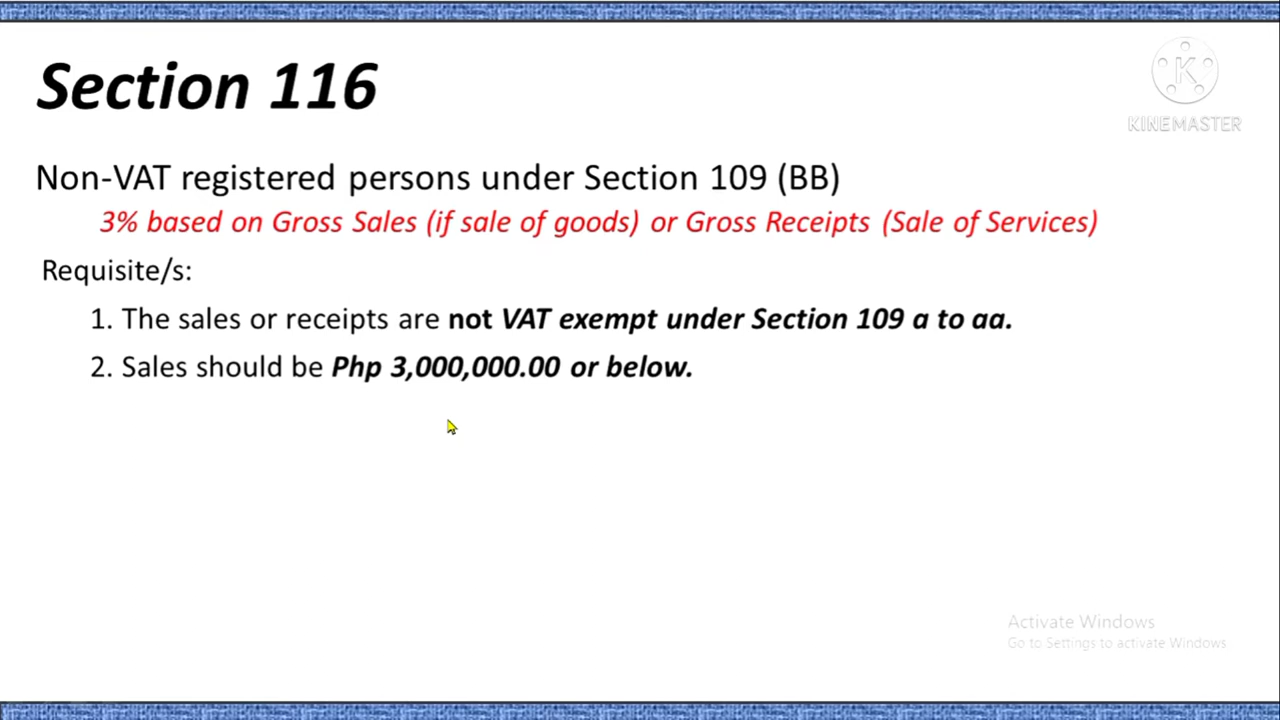 Section 116
KINEMASTER
Non-VAT registered persons under Section 109 (BB)
3% based on Gross Sales (if sale of goods) or Gross Receipts (Sale of Services)
Requisite/s:
1. The sales or receipts are not VAT exempt under Section 109 a to aa.
2. Sales should be Php 3,000,000.00 or below.
Activate Windows
Go to Settings to activate Windows